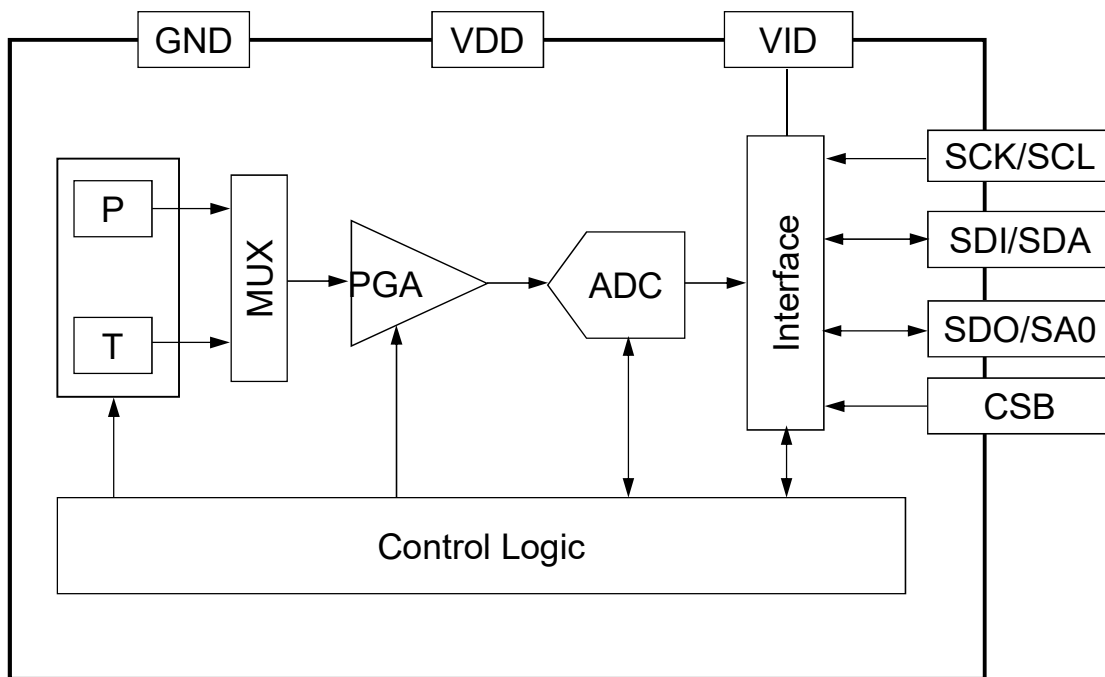 GND
VDD
VID
SCK/SCL
P
SDI/SDA
MUX
PGA
ADC
Interface
T
SDO/SA0
CSB
Control Logic